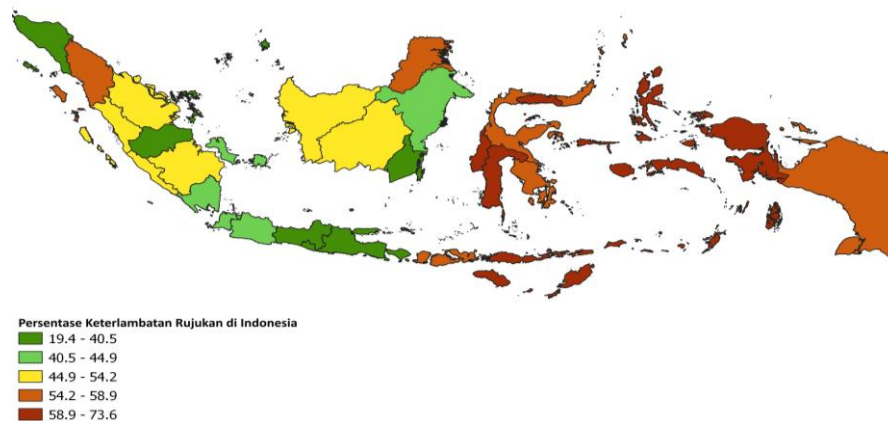 Persentase Keterlambatan Rujukan di Indonesia
19.4 - 40.5
40.5 - 44.9
44.9 - 54.2
54.2 - 58.9
58.9 - 73.6